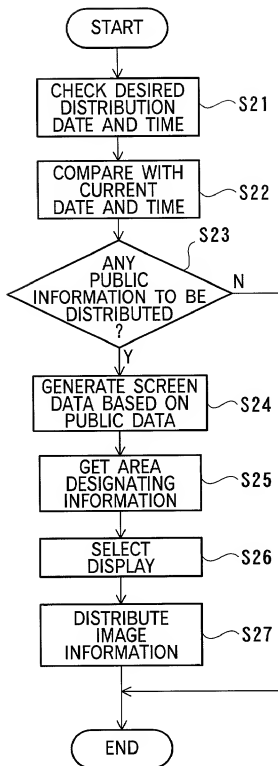 START
CHECK DESIRED
DISTRIBUTION
DATE AND TIME
S21
COMPARE WITH
CURRENT
DATE AND TIME
S22
S23
ANY
PUBLIC
INFORMATION TO BE
DISTRIBUTED
?
N
Y
GENERATE SCREEN
DATA BASED ON
PUBLIC DATA
S24
GET AREA
DESIGNATING
INFORMATION
S25
SELECT
DISPLAY
S26
DISTRIBUTE
IMAGE
INFORMATION
S27
END